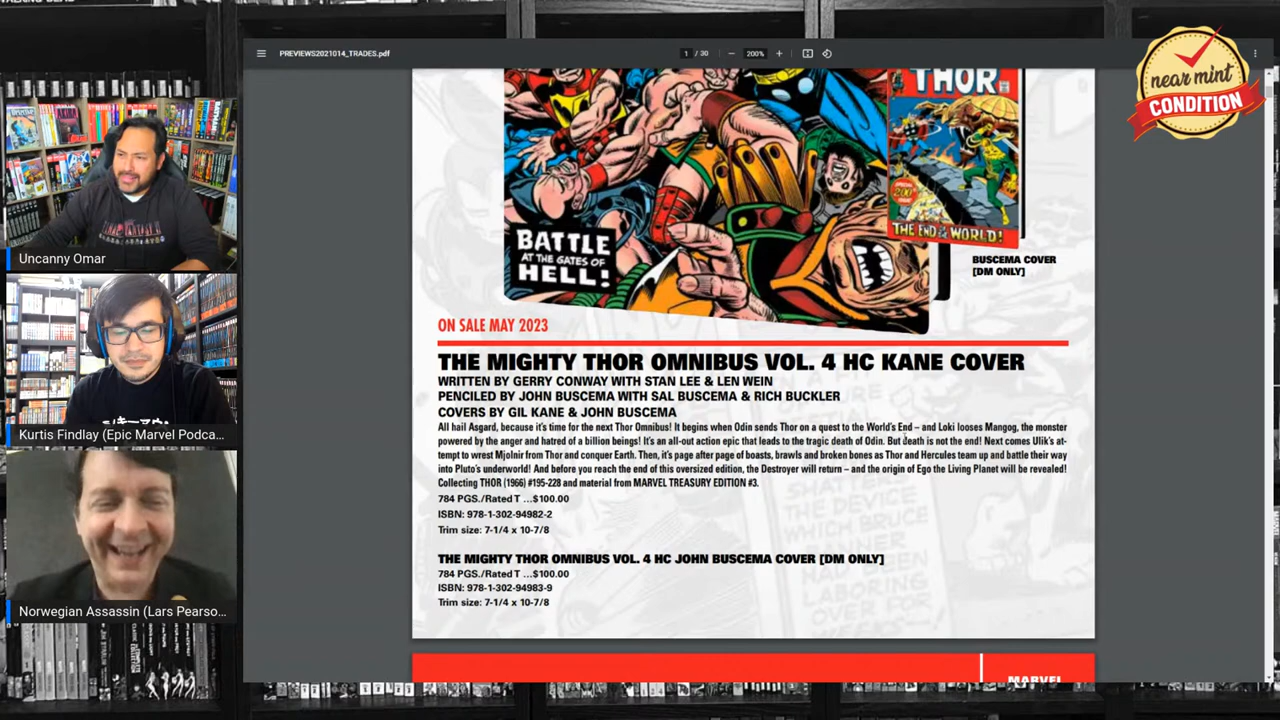 PREVIEWS2021014_TRADES.pdf
1 / 30
200%
near mint
CONDITION
THOR
SPECIAL
200th
ISSUE!
THE END OF THE WORLD!
BATTLE
AT THE GATES OF
HELL!
BUSCEMA COVER
[DM ONLY]
Uncanny Omar
Kurtis Findlay (Epic Marvel Podca...
Norwegian Assassin (Lars Pearso...
ON SALE MAY 2023
THE MIGHTY THOR OMNIBUS VOL. 4 HC KANE COVER
WRITTEN BY GERRY CONWAY WITH STAN LEE & LEN WEIN
PENCILED BY JOHN BUSCEMA WITH SAL BUSCEMA & RICH BUCKLER
COVERS BY GIL KANE & JOHN BUSCEMA
All hail Asgard, because it's time for the next Thor Omnibus! It begins when Odin sends Thor on a quest to the World's End – and Loki looses Mangog, the monster
powered by the anger and hatred of a billion beings! It's an all-out action epic that leads to the tragic death of Odin. But death is not the end! Next comes Ulik's at-
tempt to wrest Mjolnir from Thor and conquer Earth. Then, it's page after page of boasts, brawls and broken bones as Thor and Hercules team up and battle their way
into Pluto's underworld! And before you reach the end of this oversized edition, the Destroyer will return – and the origin of Ego the Living Planet will be revealed!
Collecting THOR (1966) #195-228 and material from MARVEL TREASURY EDITION #3.
784 PGS./Rated T ...$100.00
ISBN: 978-1-302-94982-2
Trim size: 7-1/4 x 10-7/8
THE MIGHTY THOR OMNIBUS VOL. 4 HC JOHN BUSCEMA COVER [DM ONLY]
784 PGS./Rated T ...$100.00
ISBN: 978-1-302-94983-9
Trim size: 7-1/4 x 10-7/8
MARVEL